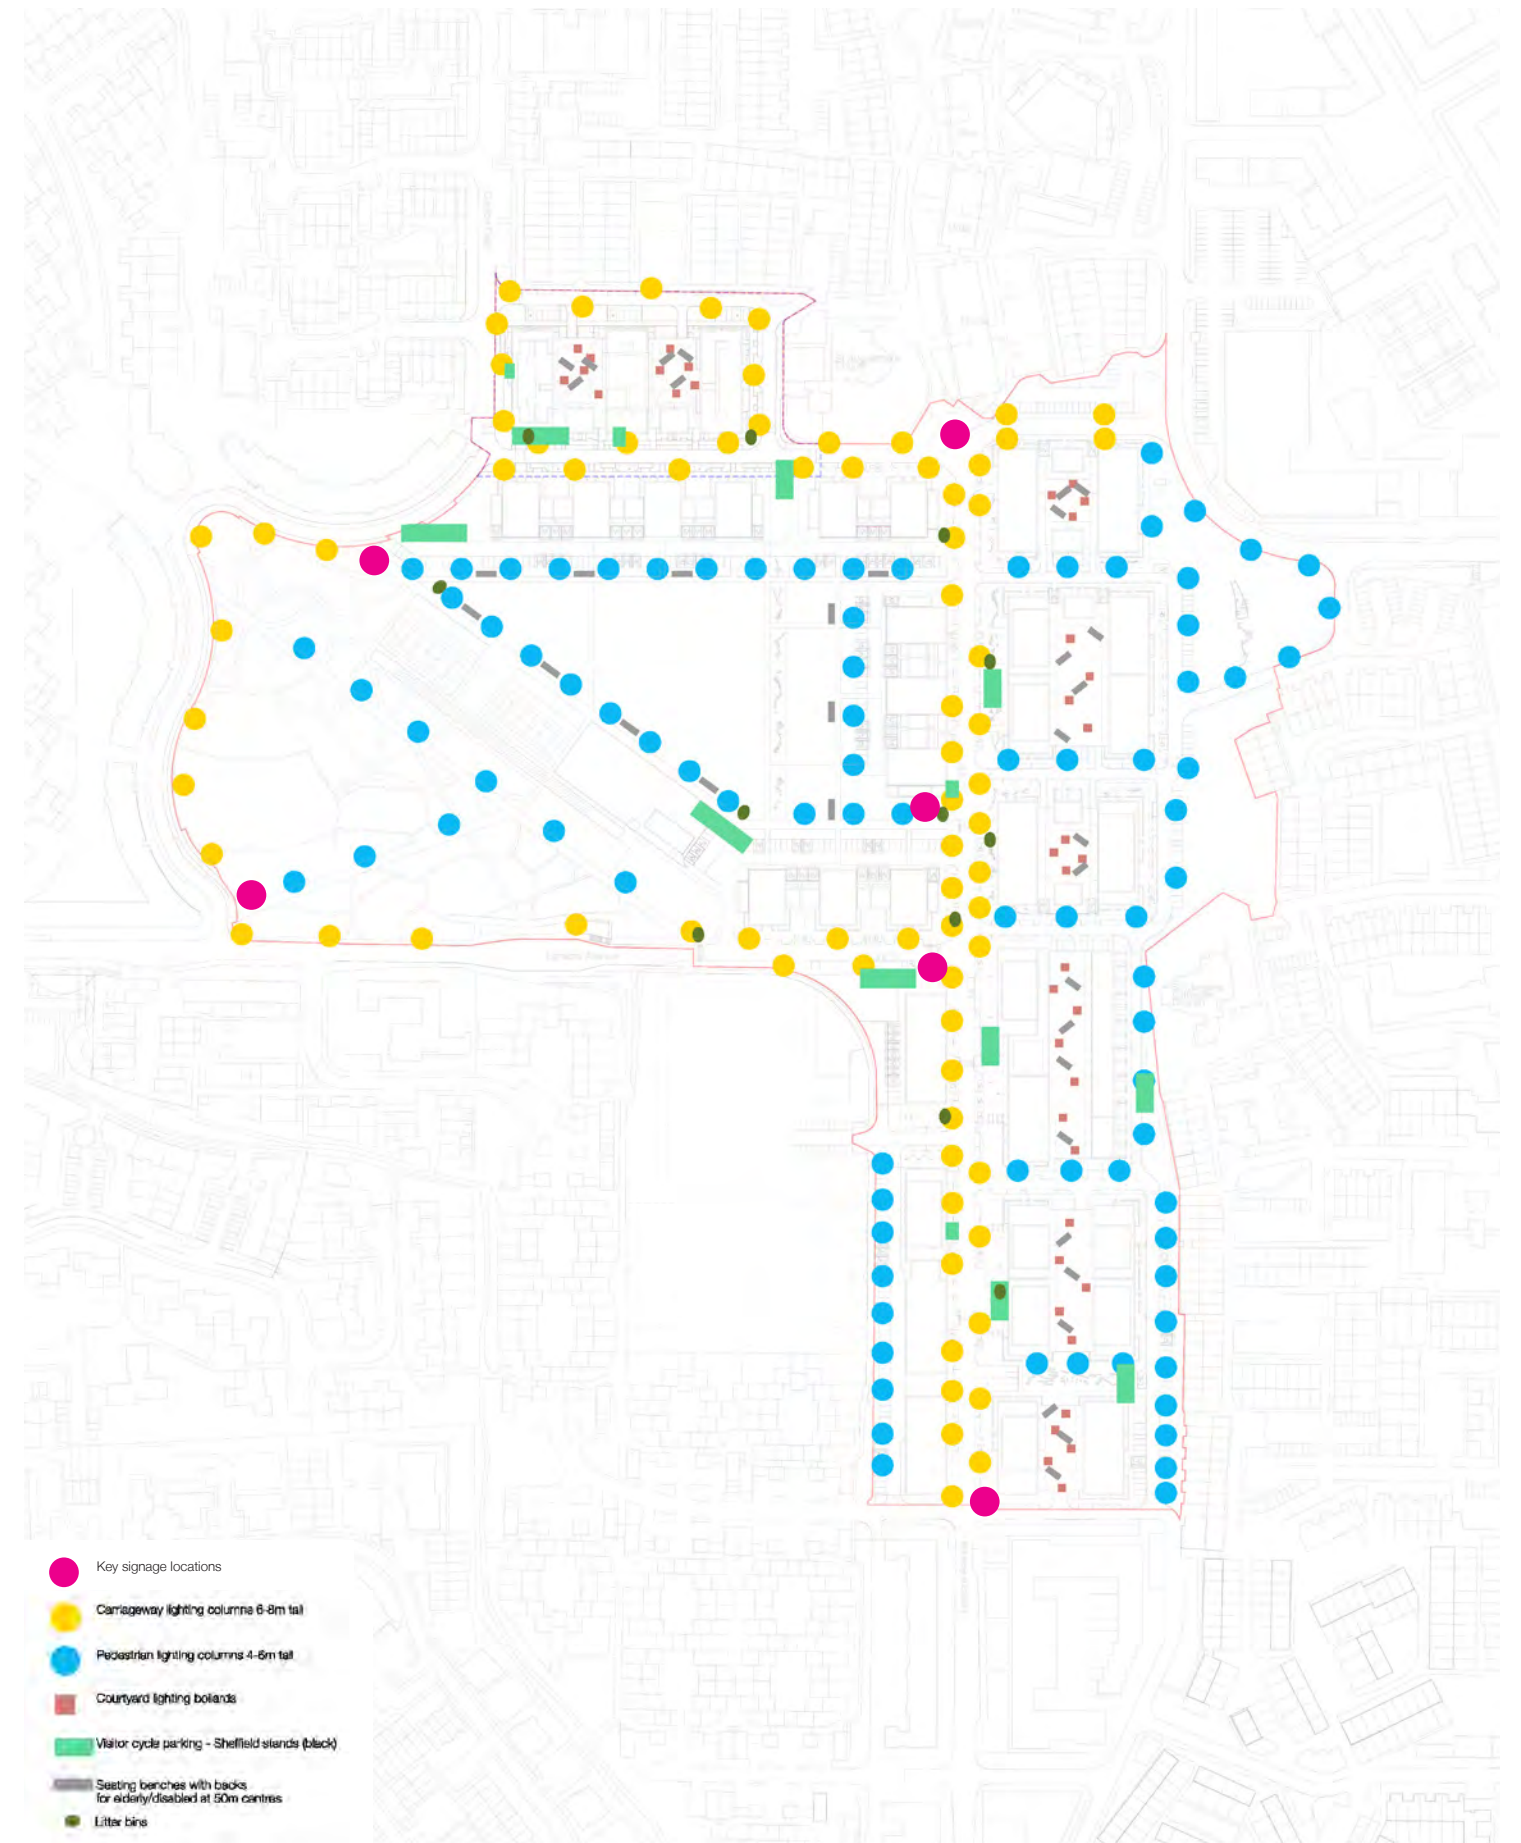 Key signage locations
Carriageway lighting columns 6-8m tall
Pedestrian lighting columns 4-6m tall
Courtyard lighting bollards
Visitor cycle parking - Sheffield stands (black)
Seating benches with backs
for elderly/disabled at 50m centres
Litter bins